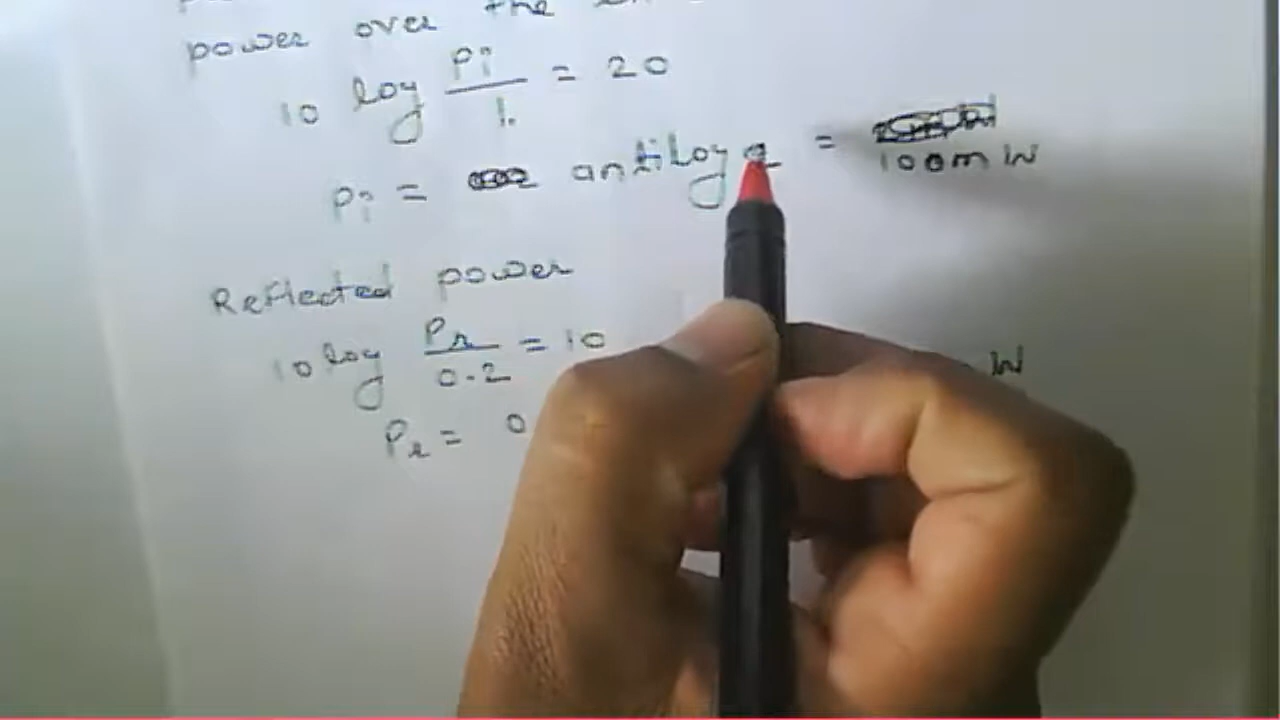 power over the
10 log Pi/1. = 20
Pi = antilog 2 = 100mW
Reflected power
10 log Pr/0.2 = 10 W
Pr = 0